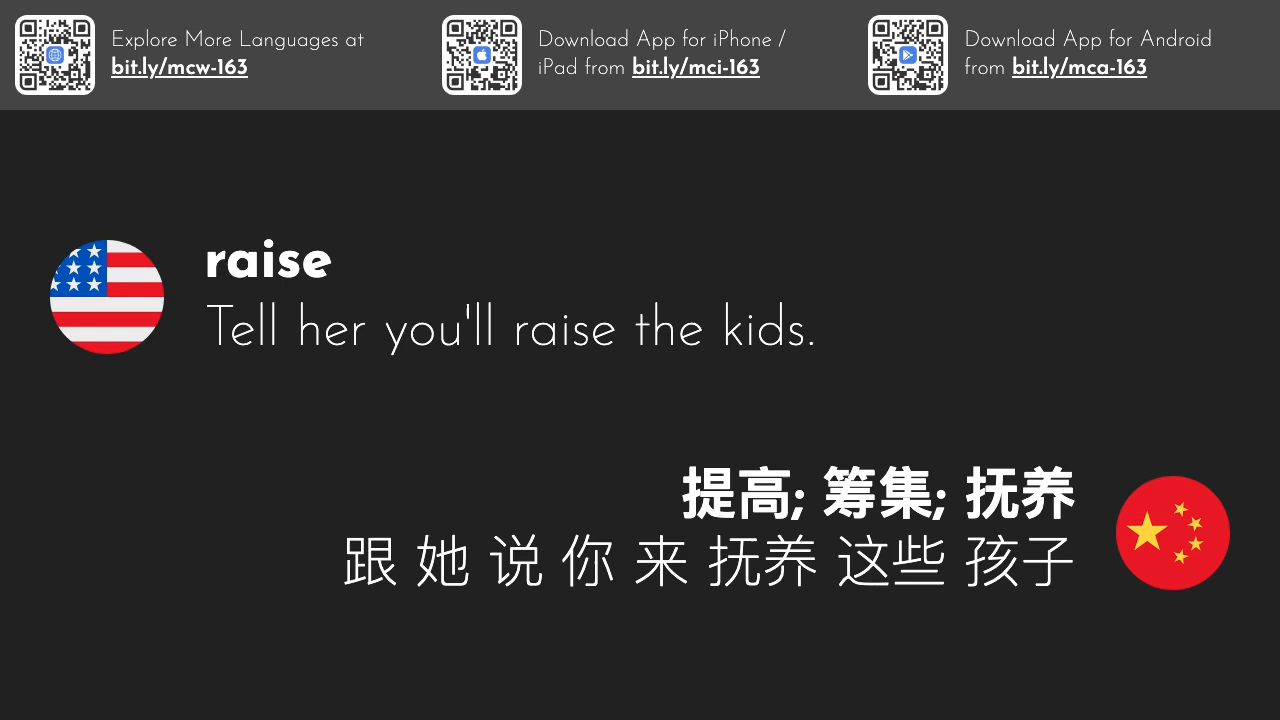 Explore More Languages at
bit.ly/mcw-163
Download App for iPhone /
iPad from bit.ly/mci-163
Download App for Android
from bit.ly/mca-163
raise
Tell her you'll raise the kids.
提高; 筹集; 抚养
跟 她 说 你 来 抚养 这些 孩子